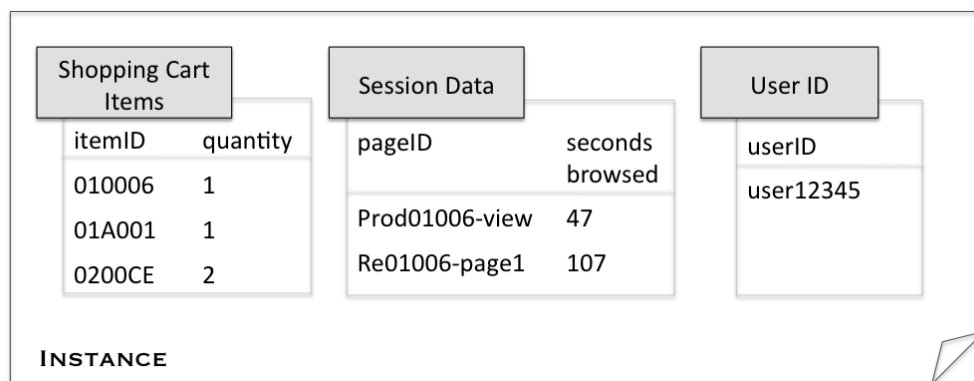 Shopping Cart
Items
itemID quantity
010006 1
01A001 1
0200CE 2
Session Data
pageID seconds
browsed
Prod01006-view 47
Re01006-page1 107
User ID
userID
user12345
INSTANCE